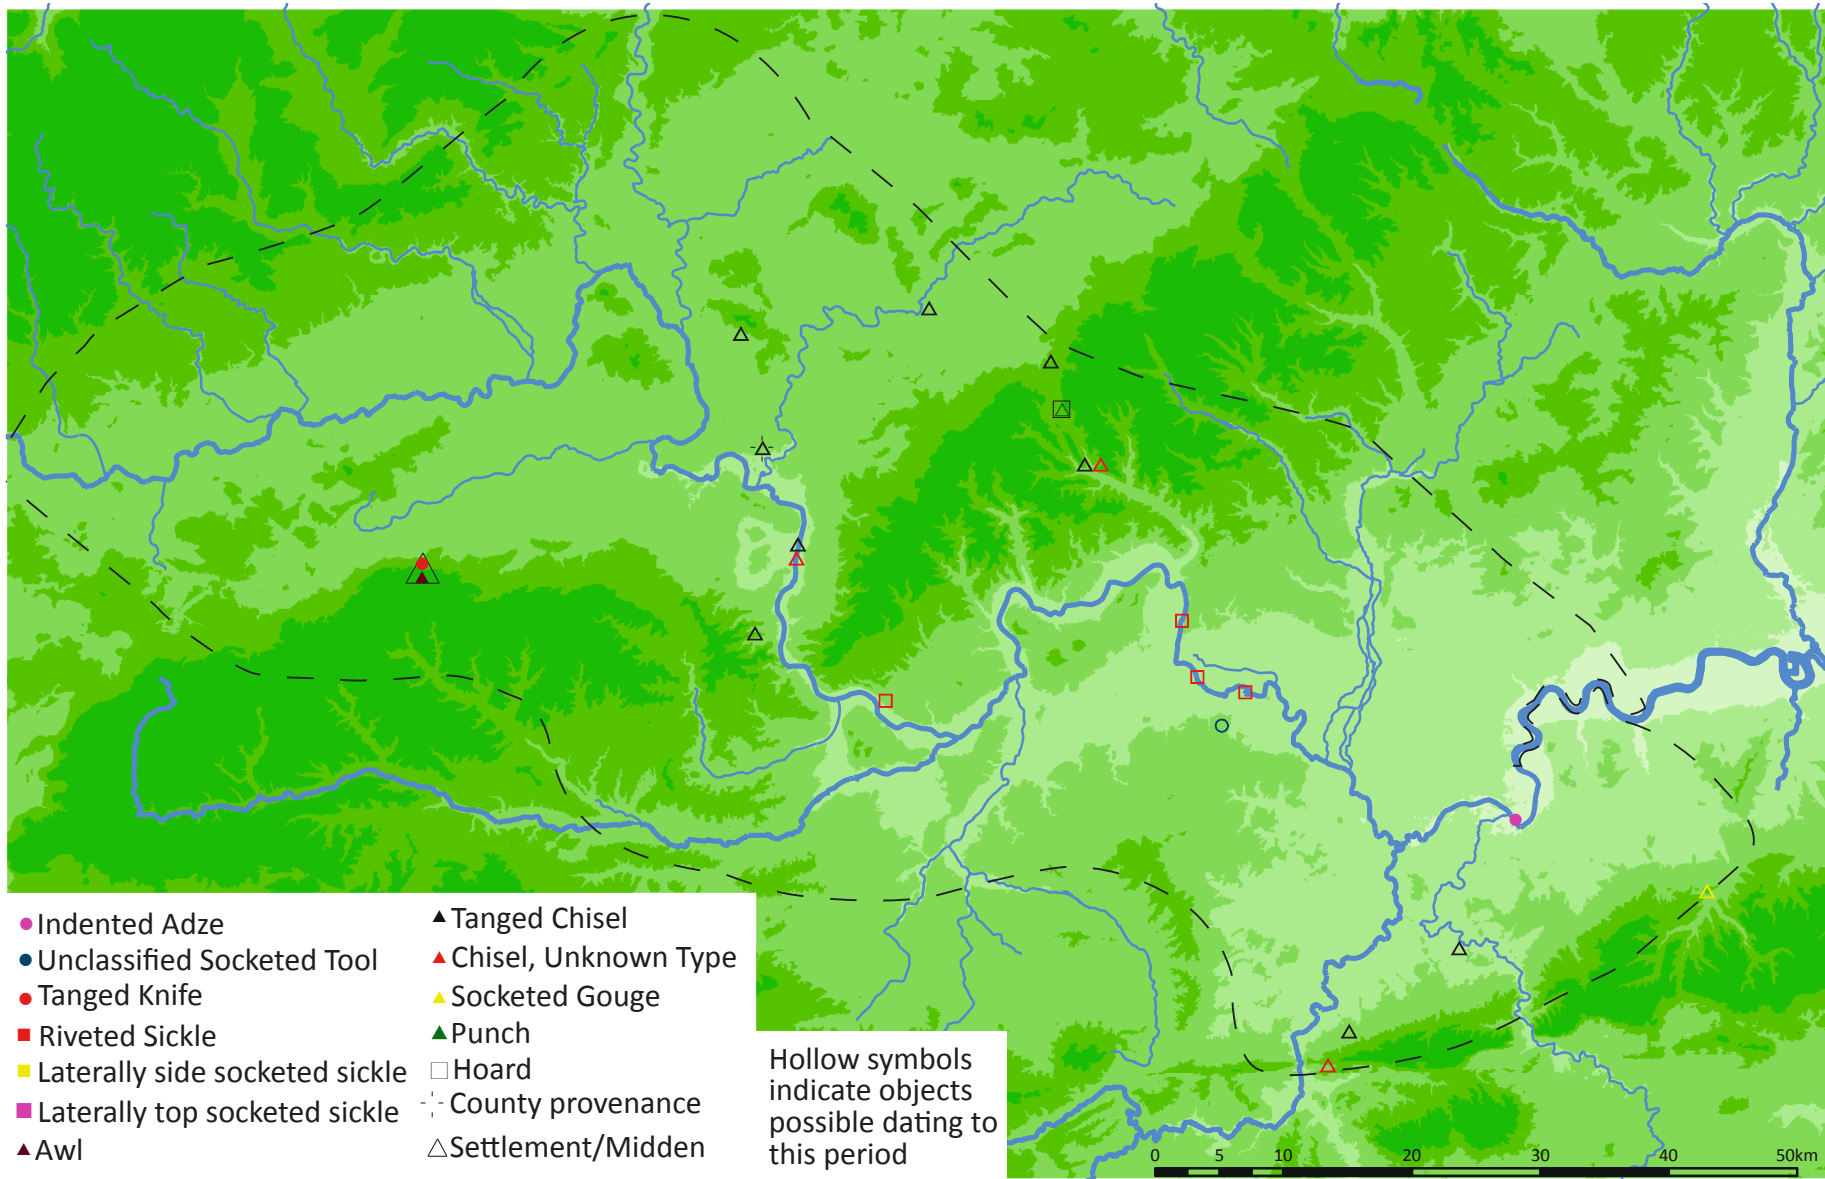 Indented Adze
Unclassified Socketed Tool
Tanged Knife
Riveted Sickle
Laterally side socketed sickle
Laterally top socketed sickle
Awl
Tanged Chisel
Chisel, Unknown Type
Socketed Gouge
Punch
Hoard
County provenance
Settlement/Midden
Hollow symbols
indicate objects
possible dating to
this period
0 5 10 20 30 40 50km